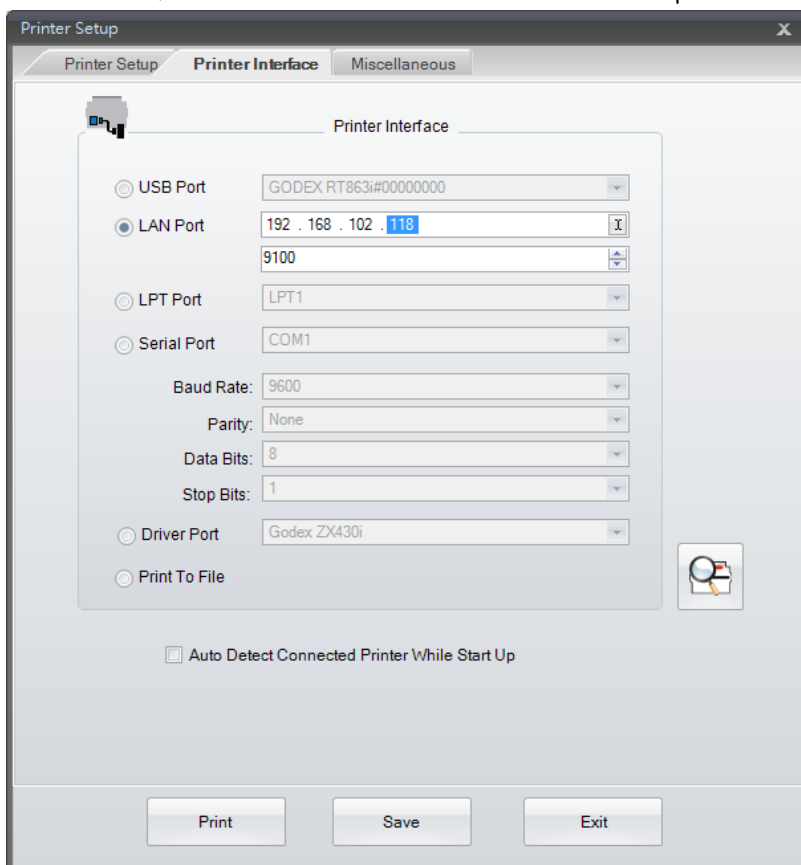 Printer Setup
x
Printer Setup Printer Interface Miscellaneous
Printer Interface
USB Port GODEX RT863i#00000000
LAN Port 192 . 168 . 102 . 118
9100
LPT Port LPT1
Serial Port COM1
Baud Rate: 9600
Parity: None
Data Bits: 8
Stop Bits: 1
Driver Port Godex ZX430i
Print To File
Auto Detect Connected Printer While Start Up
Print Save Exit